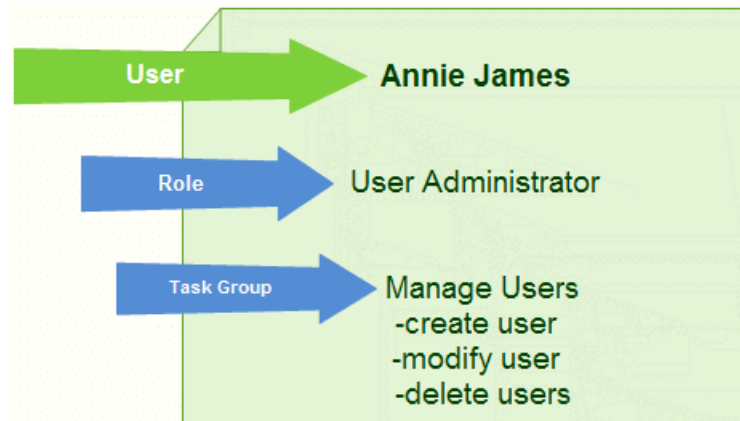 User
Annie James
Role
User Administrator
Task Group
Manage Users
-create user
-modify user
-delete users